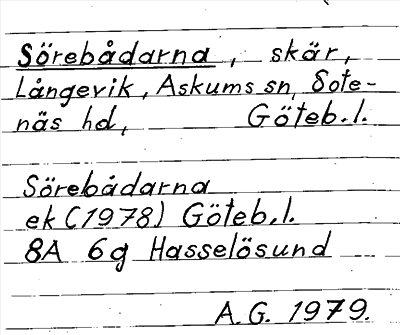 Sörebådarna, skär,
Långevik, Askums sn, Sote-
näs hd, Göteb.l.
Sörebådarna
ek (1978) Göteb.l.
8A 6g Hasselösund
A.G. 1979.